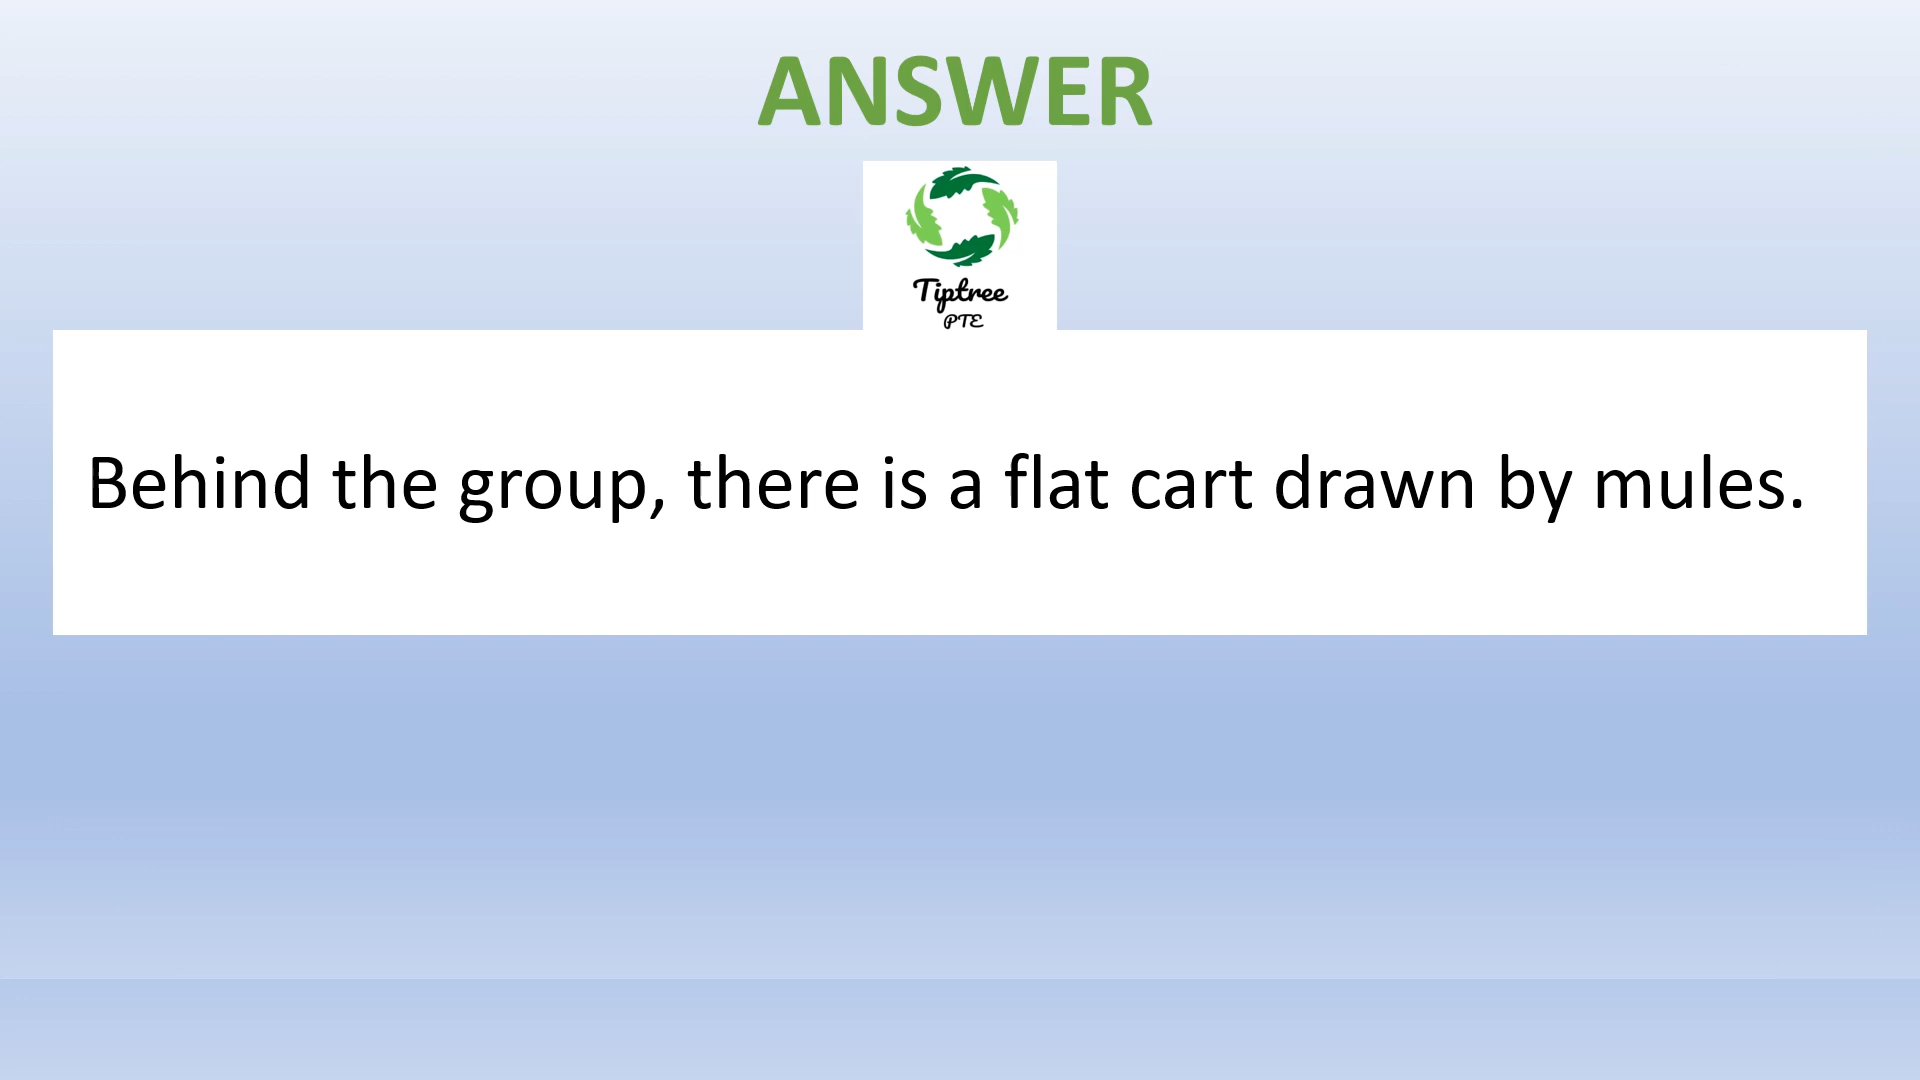 ANSWER
Tiptree
PTE
Behind the group, there is a flat cart drawn by mules.